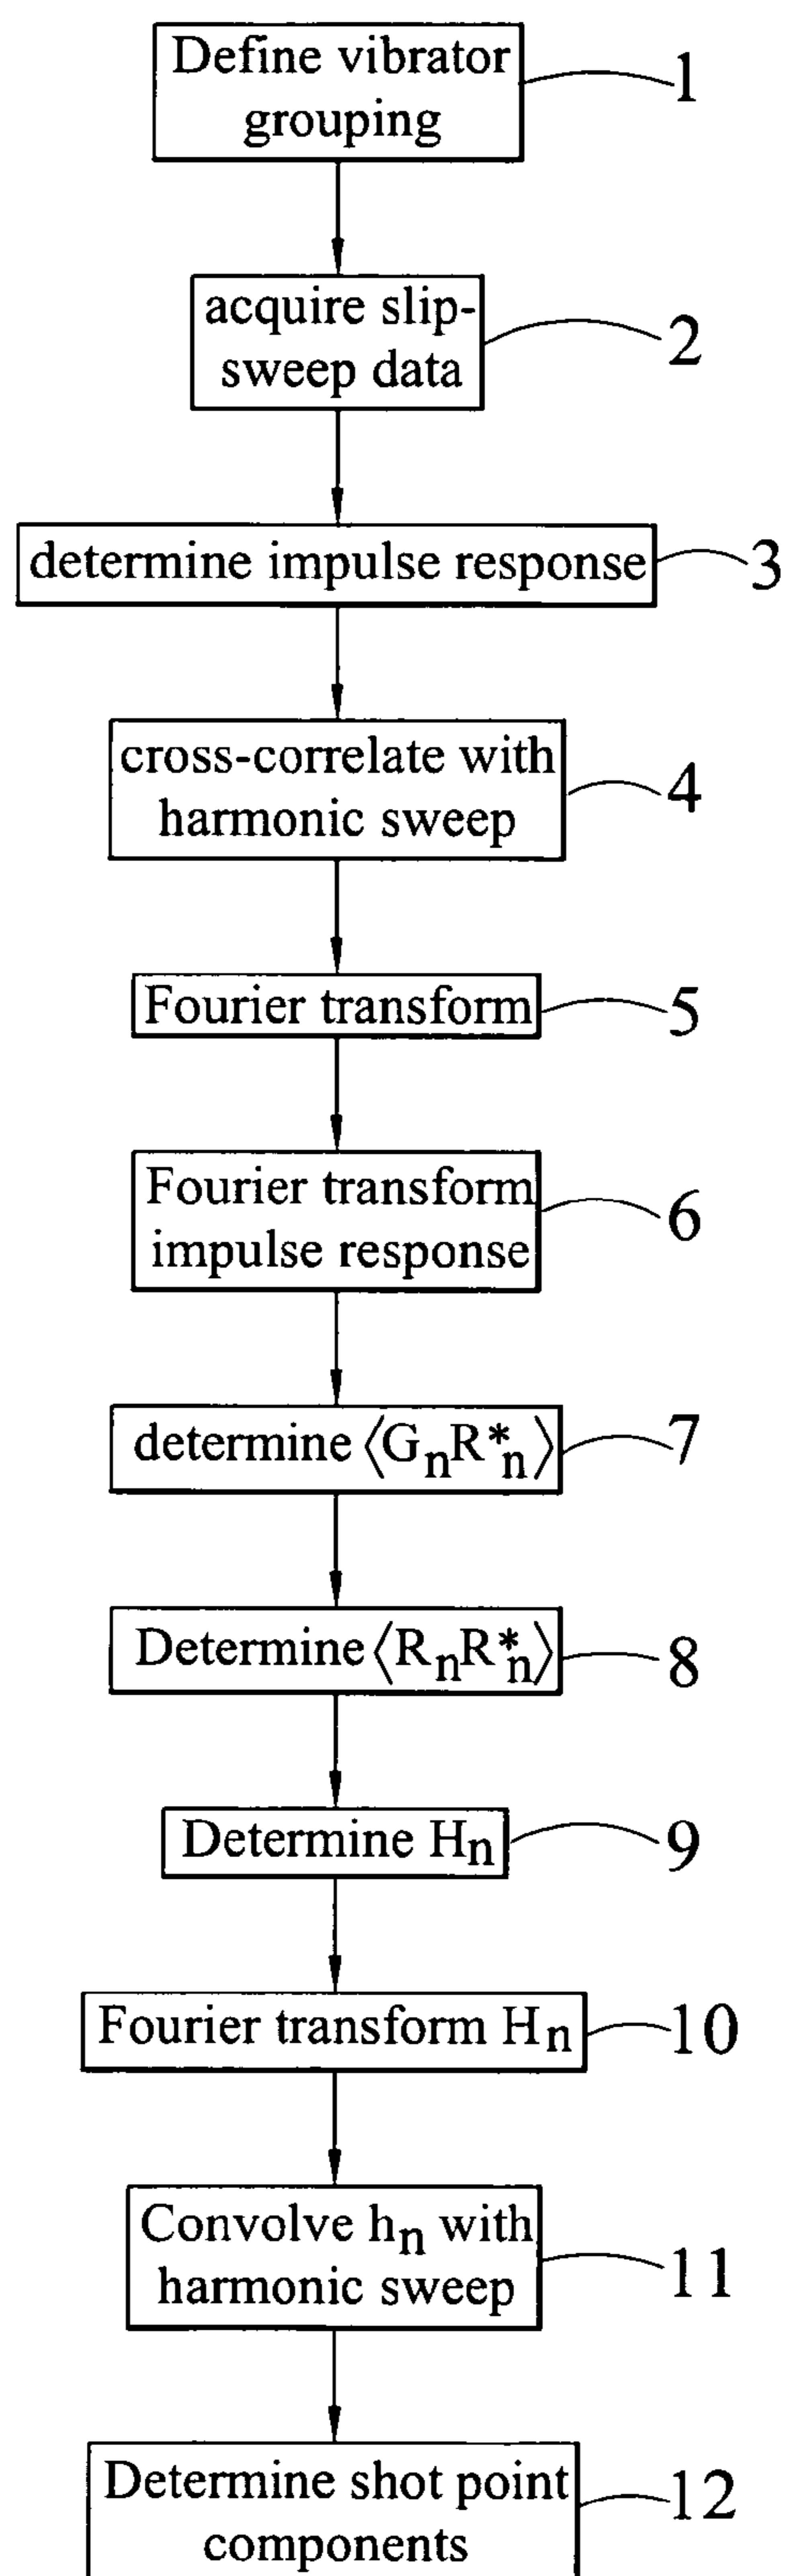 Define vibrator
grouping
1
acquire slip-
sweep data
2
determine impulse response
3
cross-correlate with
harmonic sweep
4
Fourier transform
5
Fourier transform
impulse response
6
determine ⟨GnR*n⟩
7
Determine ⟨RnR*n⟩
8
Determine Hn
9
Fourier transform Hn
10
Convolve hn with
harmonic sweep
11
Determine shot point
components
12